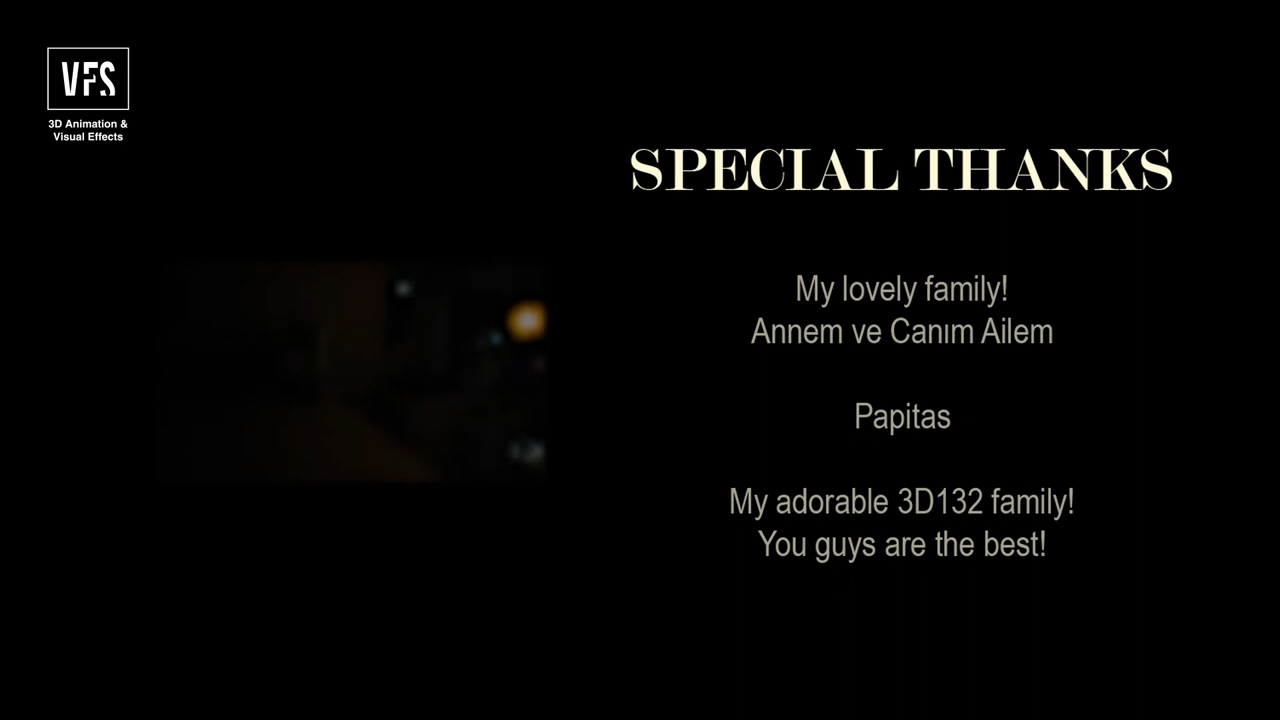 VFS
3D Animation &
Visual Effects
SPECIAL THANKS
My lovely family!
Annem ve Canım Ailem
Papitas
My adorable 3D132 family!
You guys are the best!